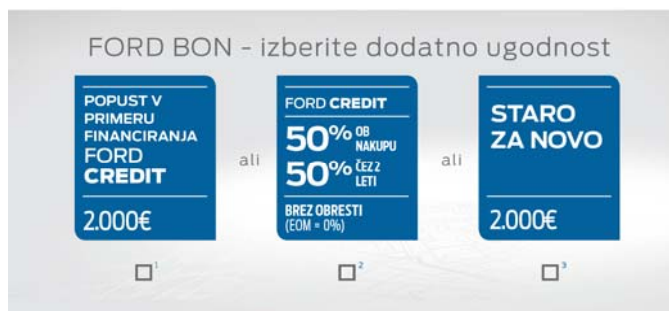 FORD BON - izberite dodatno ugodnost
POPUST V
PRIMERU
FINANCIRANJA
FORD
CREDIT
2.000€
ali
FORD CREDIT
50% OB
NAKUPU
50% ČEZ 2
LETI
BREZ OBRESTI
(EOM = 0%)
ali
STARO
ZA NOVO
2.000€
1
2
3